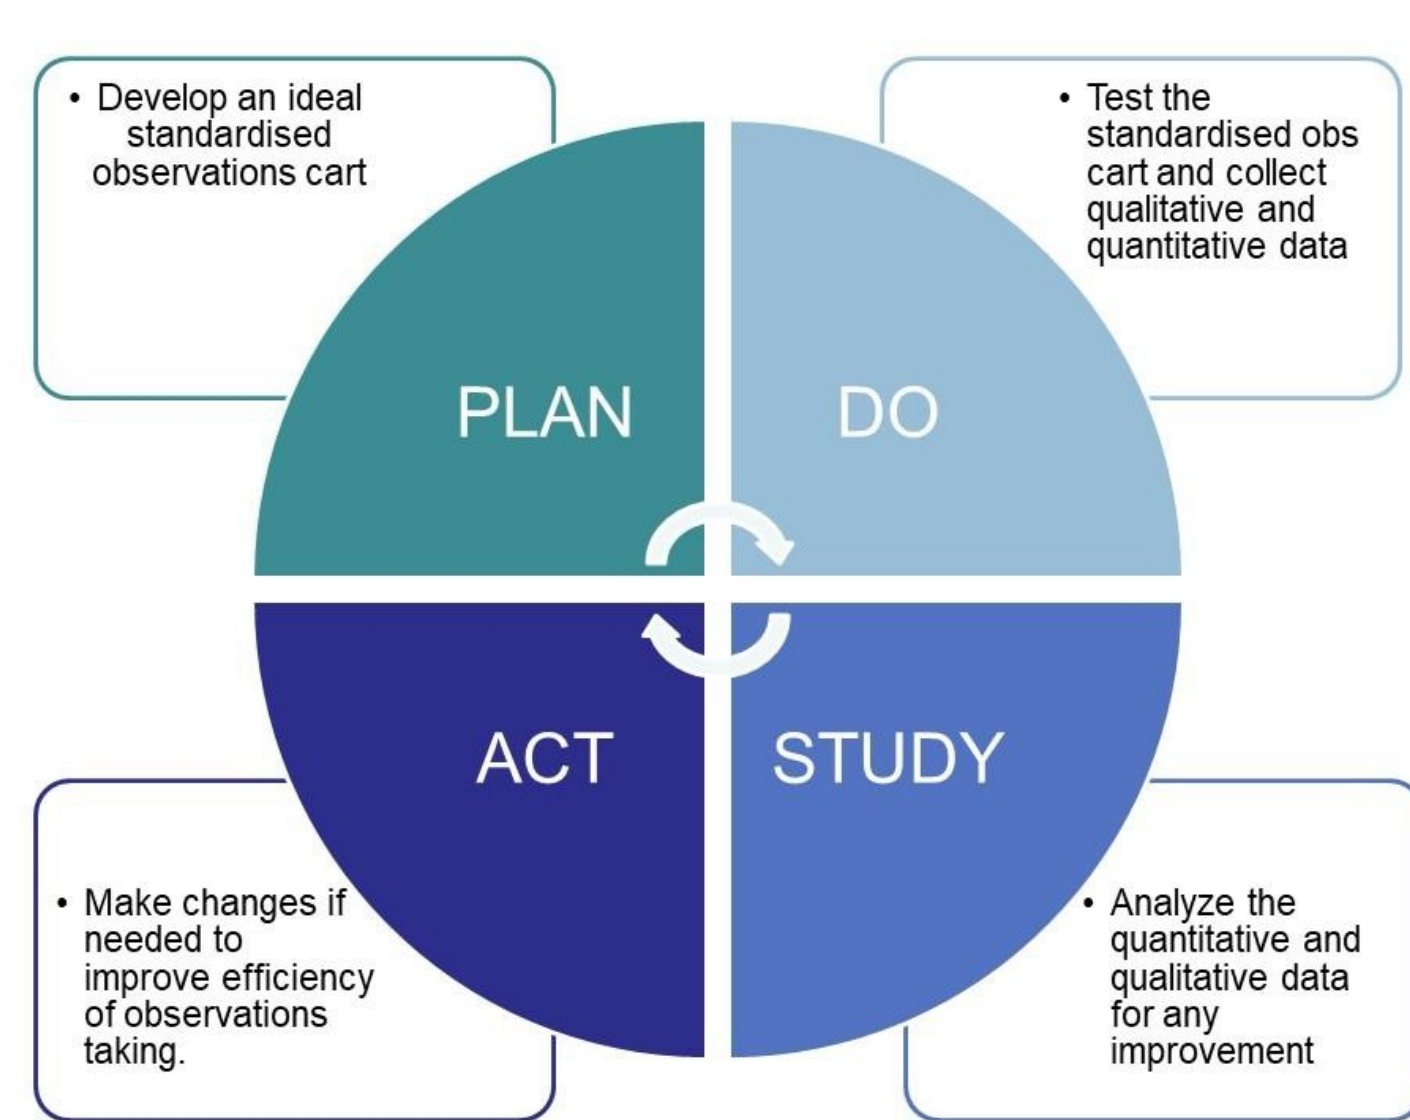 • Develop an ideal
standardised
observations cart
• Test the
standardised obs
cart and collect
qualitative and
quantitative data
PLAN
DO
ACT
STUDY
• Make changes if
needed to
improve efficiency
of observations
taking.
• Analyze the
quantitative and
qualitative data
for any
improvement